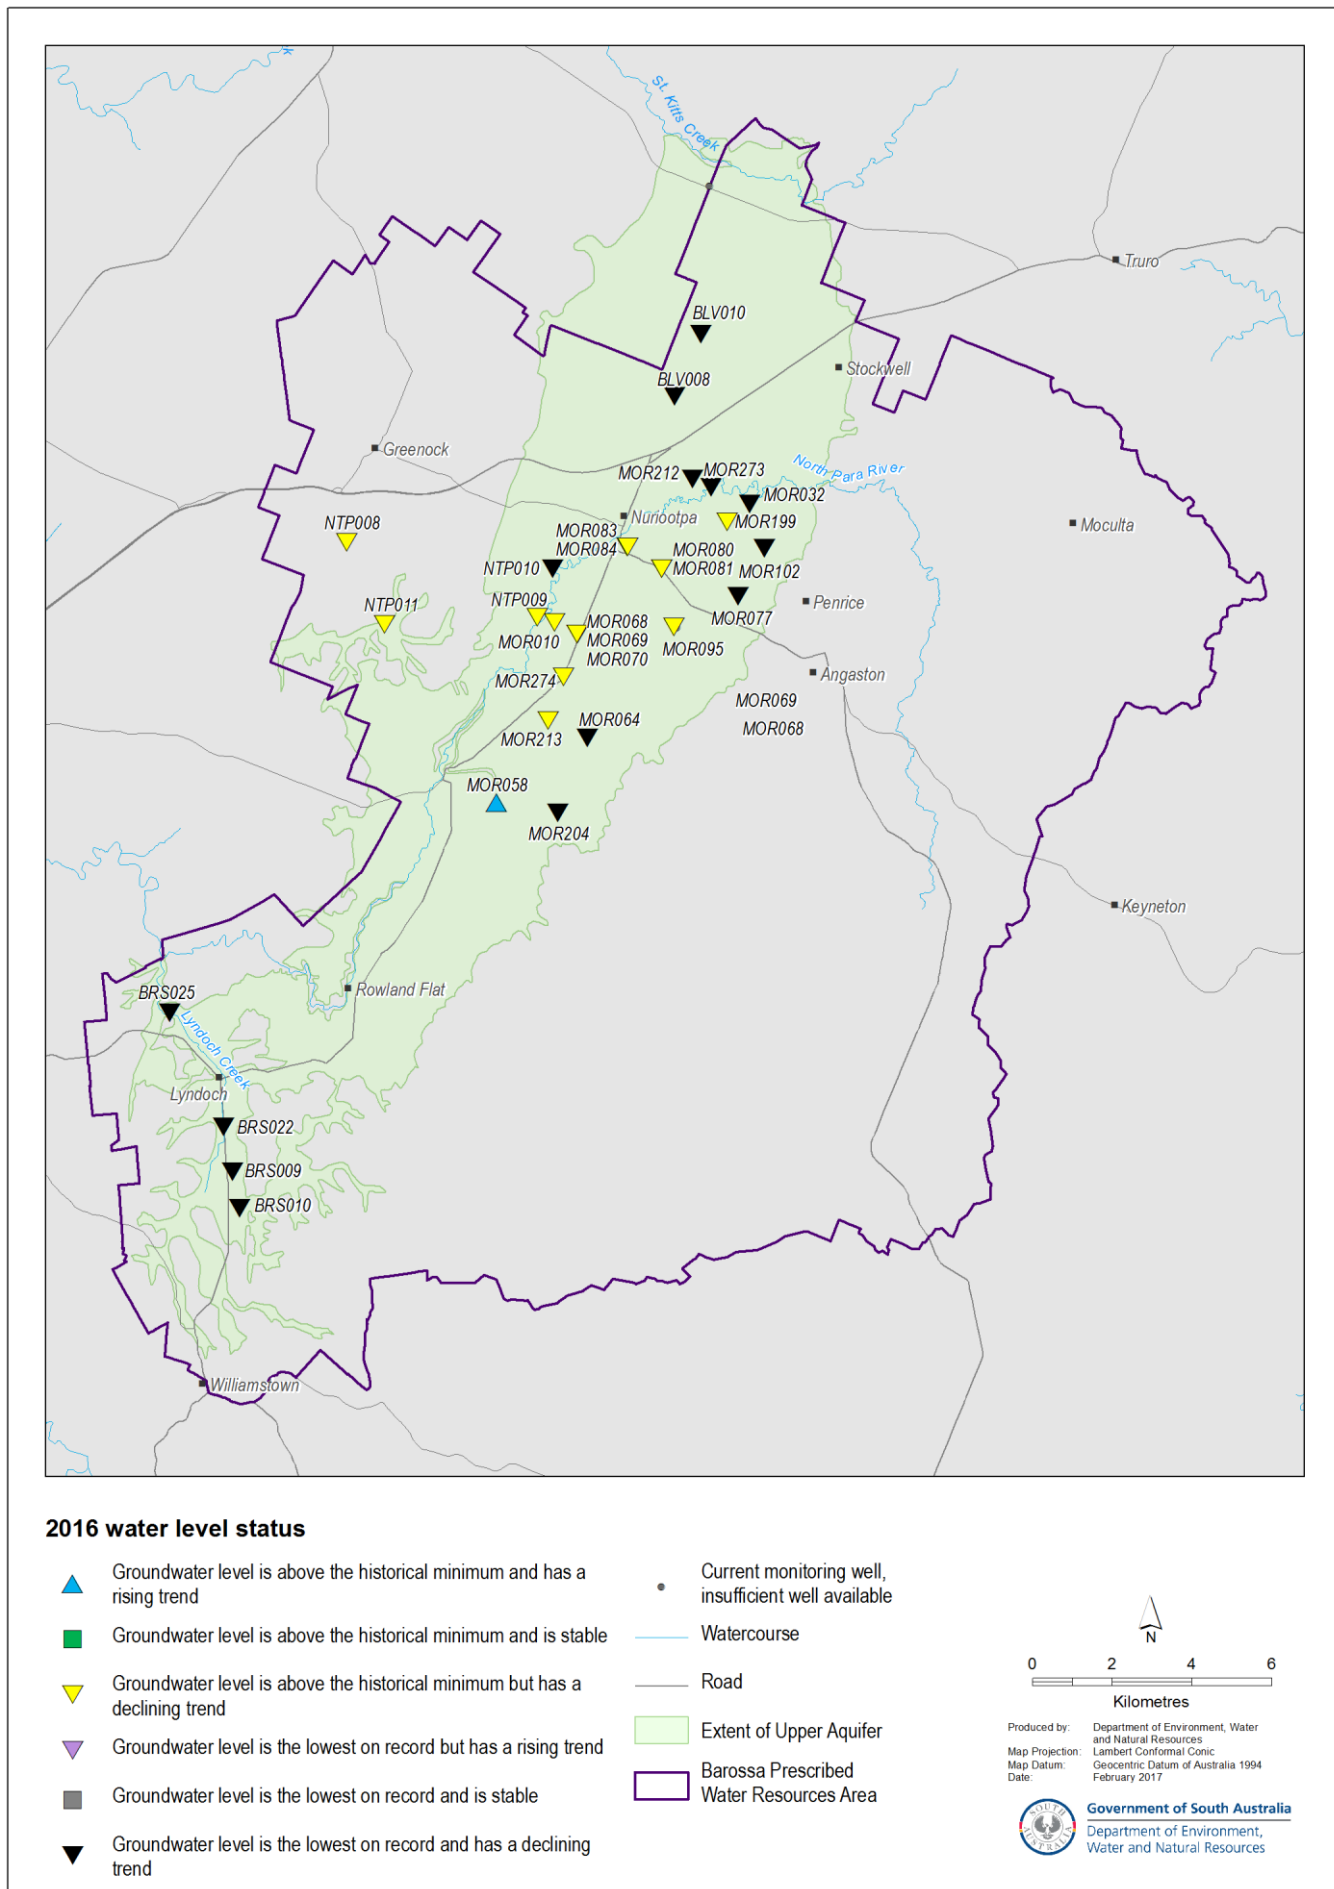 k
St. Kitts Creek
Truro
BLV010
Stockwell
BLV008
Greenock
North Para River
MOR212
MOR273
MOR032
NTP008
Nuriootpa
MOR199
Moculta
MOR083
MOR084
MOR080
MOR081
MOR102
NTP010
NTP011
NTP009
Penrice
MOR077
MOR010
MOR068
MOR069
MOR070
MOR095
MOR274
Angaston
MOR069
MOR068
MOR064
MOR213
MOR058
MOR204
Keyneton
BRS025
Rowland Flat
Lyndoch Creek
Lyndoch
BRS022
BRS009
BRS010
Williamstown
2016 water level status
Groundwater level is above the historical minimum and has a
rising trend
Groundwater level is above the historical minimum and is stable
Groundwater level is above the historical minimum but has a
declining trend
Groundwater level is the lowest on record but has a rising trend
Groundwater level is the lowest on record and is stable
Groundwater level is the lowest on record and has a declining
trend
Current monitoring well,
insufficient well available
Watercourse
Road
Extent of Upper Aquifer
Barossa Prescribed
Water Resources Area
N
0 2 4 6
Kilometres
Produced by: Department of Environment, Water
and Natural Resources
Map Projection: Lambert Conformal Conic
Map Datum: Geocentric Datum of Australia 1994
Date: February 2017
SOUTH AUSTRALIA
Government of South Australia
Department of Environment,
Water and Natural Resources